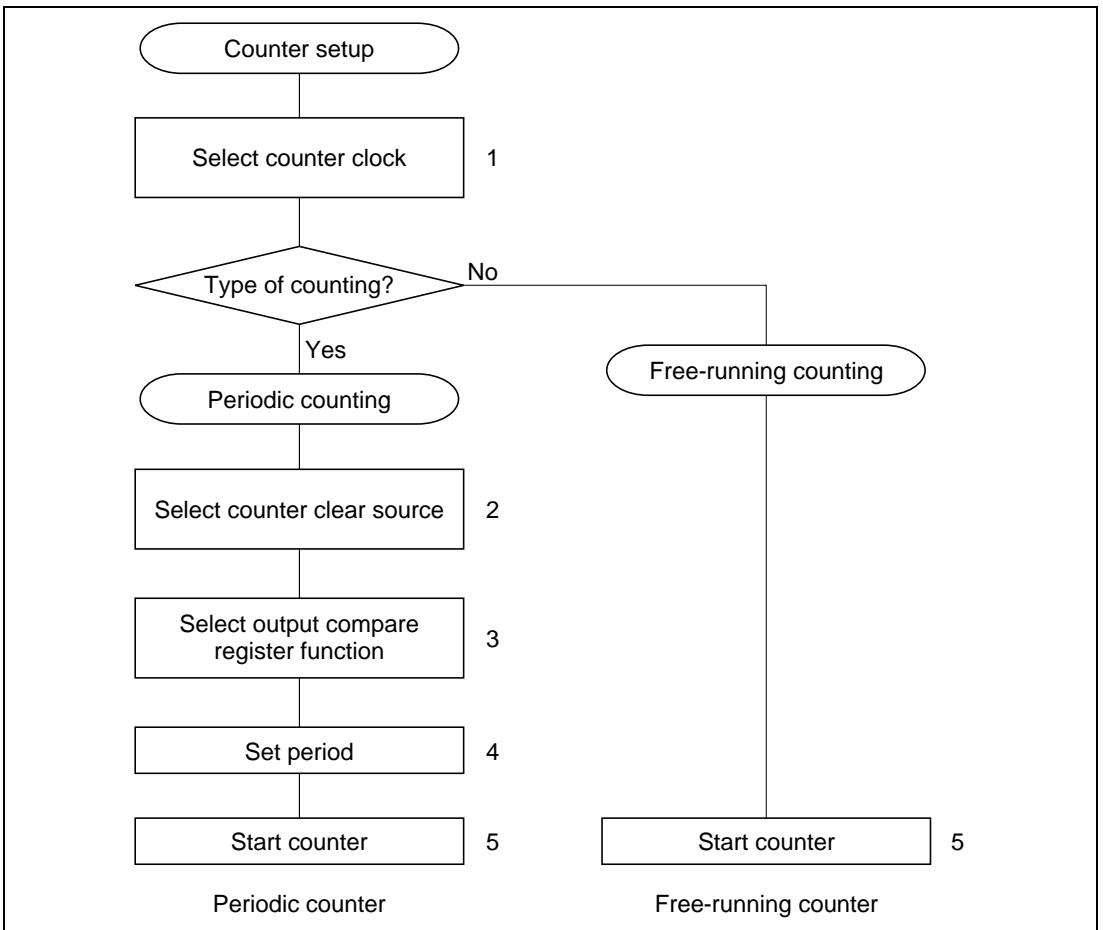 Counter setup
Select counter clock 1
Type of counting?
No
Yes
Free-running counting
Periodic counting
Select counter clear source 2
Select output compare
register function
3
Set period 4
Start counter 5
Start counter 5
Periodic counter
Free-running counter